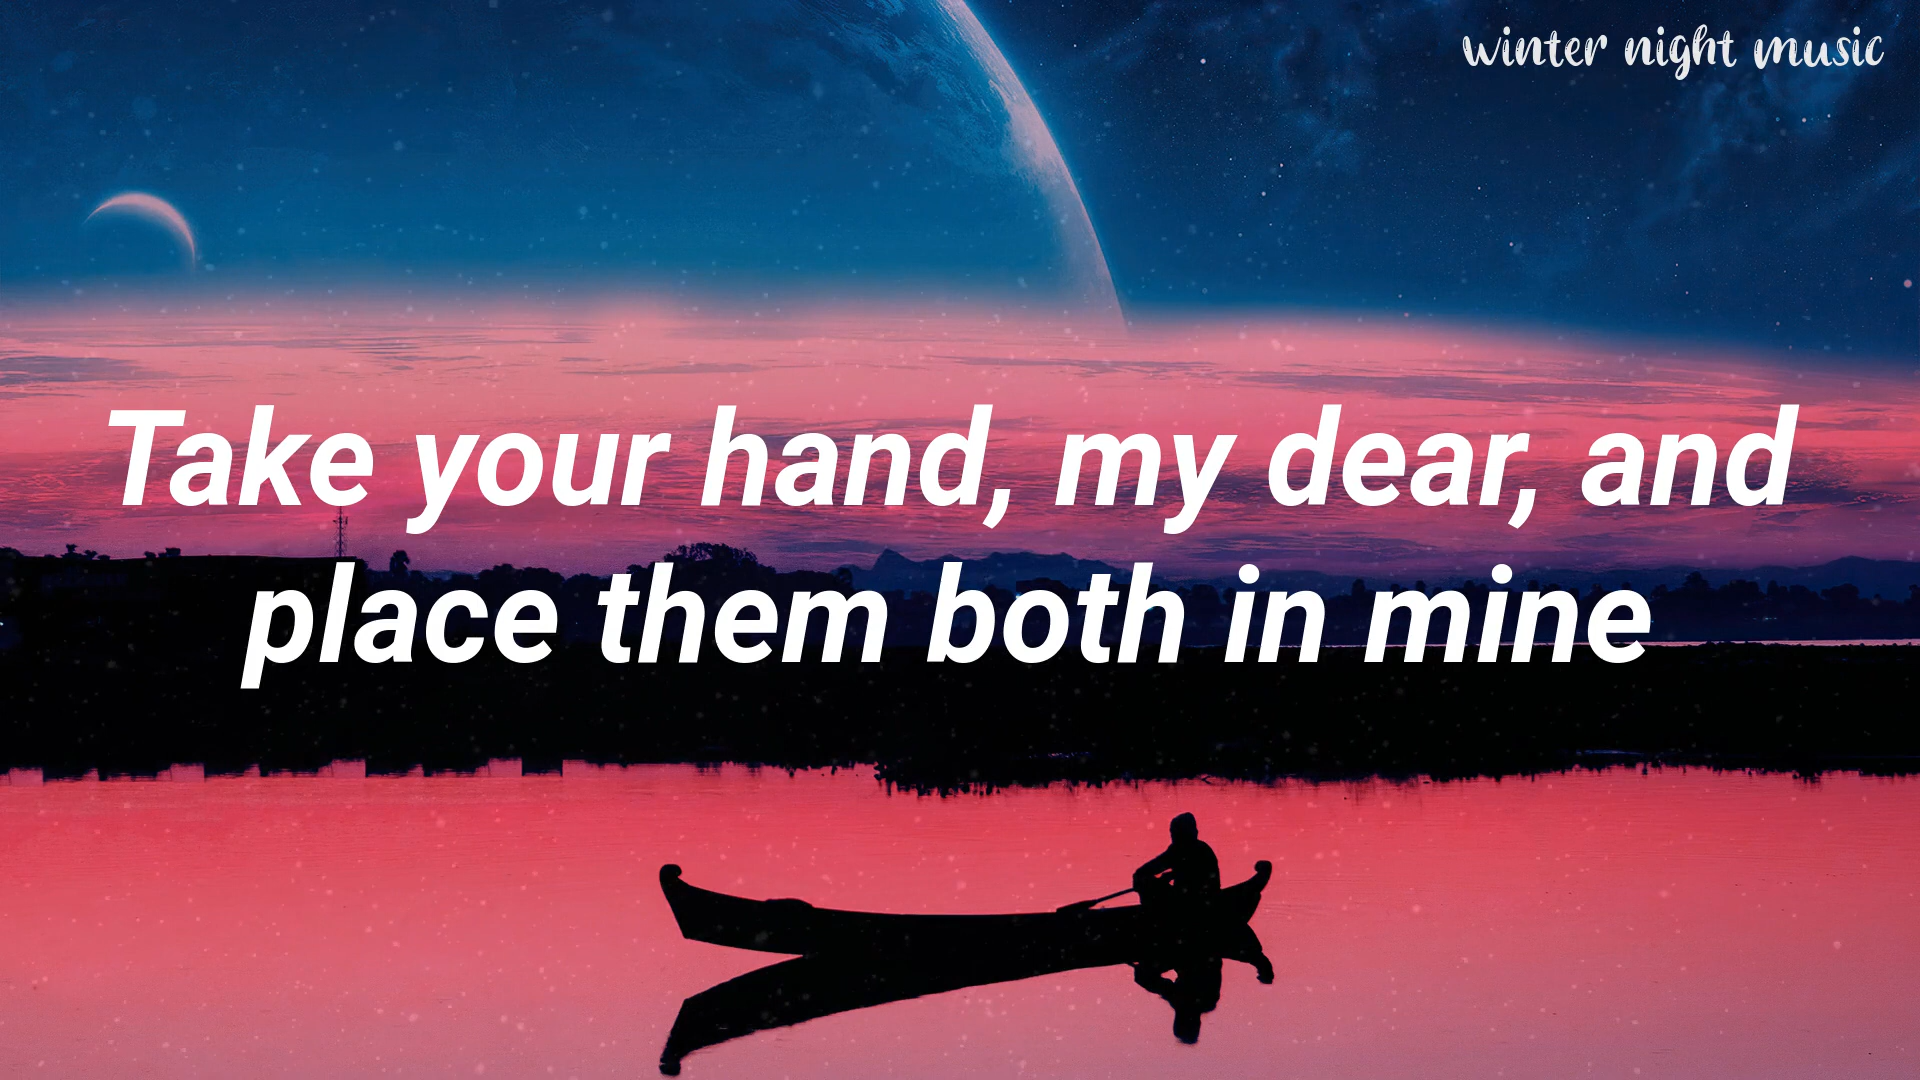 winter night music
Take your hand, my dear, and
place them both in mine